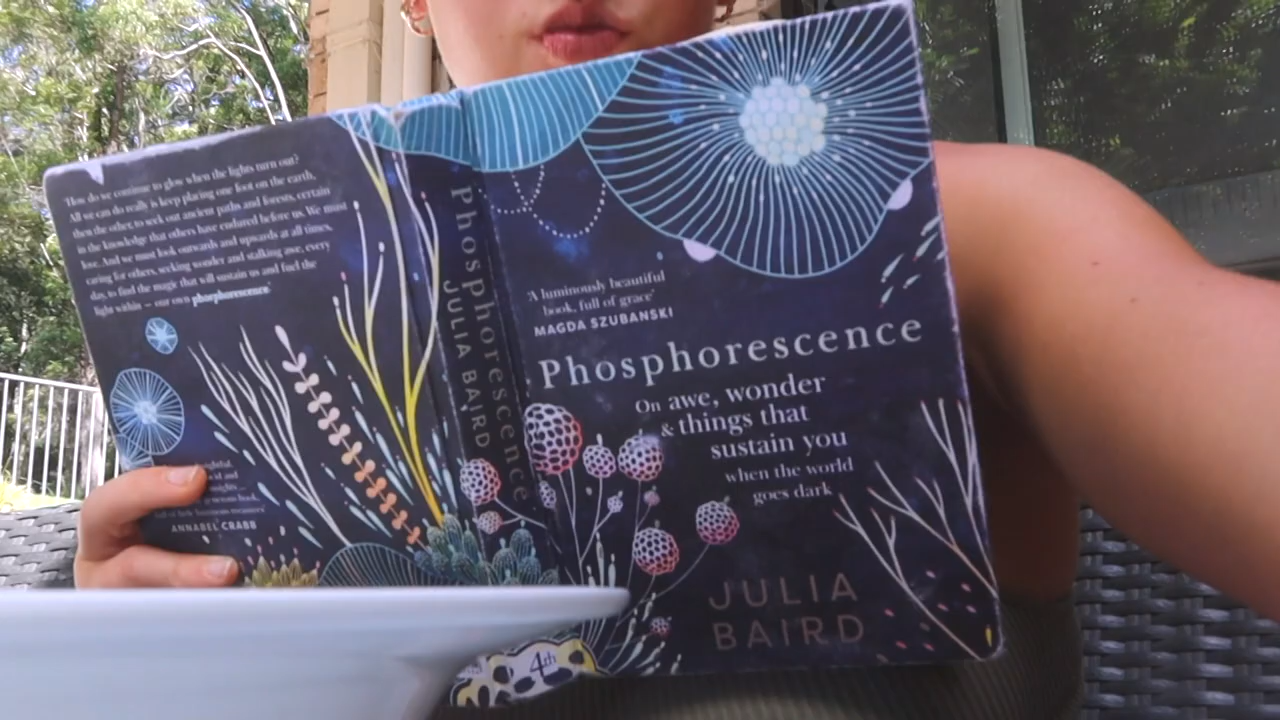 'How do we continue to glow when the lights turn out?
All we can do really is keep placing one foot on the earth,
then the other, to seek out ancient paths and forests, certain
in the knowledge that others have endured before us. We must
love. And we must look outwards and upwards at all times,
caring for others, seeking wonder and stalking awe, every
day, to find the magic that will sustain us and fuel the
light within – our own phosphorescence.'
ANNABEL CRABB
Phosphorescence
JULIA BAIRD
'A luminously beautiful
book, full of grace'
MAGDA SZUBANSKI
Phosphorescence
On awe, wonder
& things that
sustain you
when the world
goes dark
JULIA
BAIRD
4th